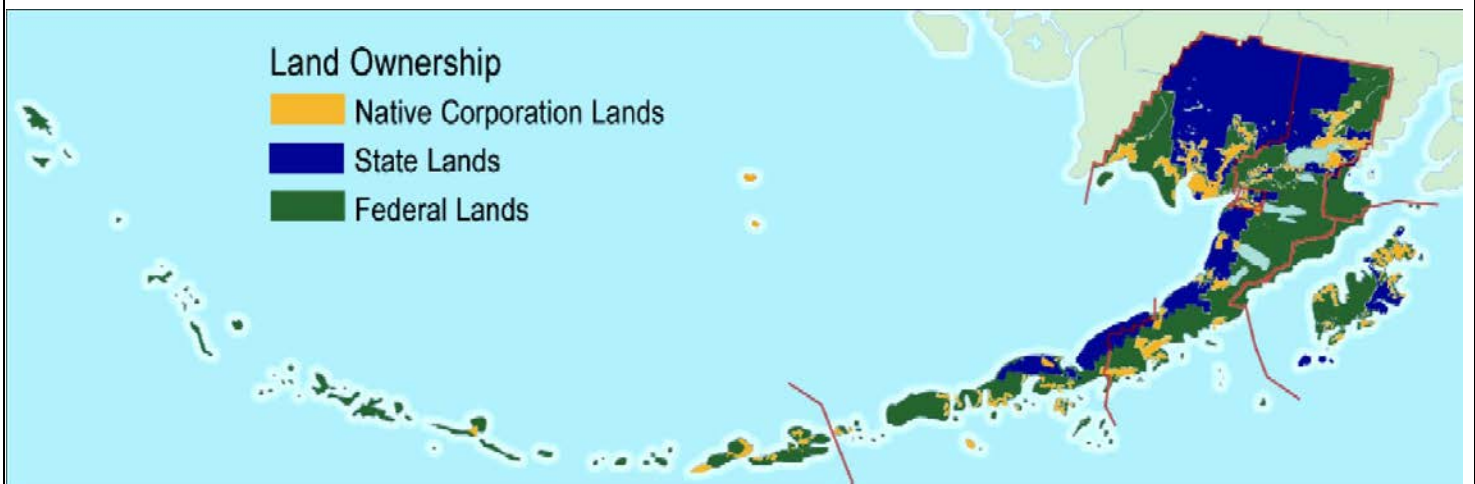 Land Ownership
Native Corporation Lands
State Lands
Federal Lands